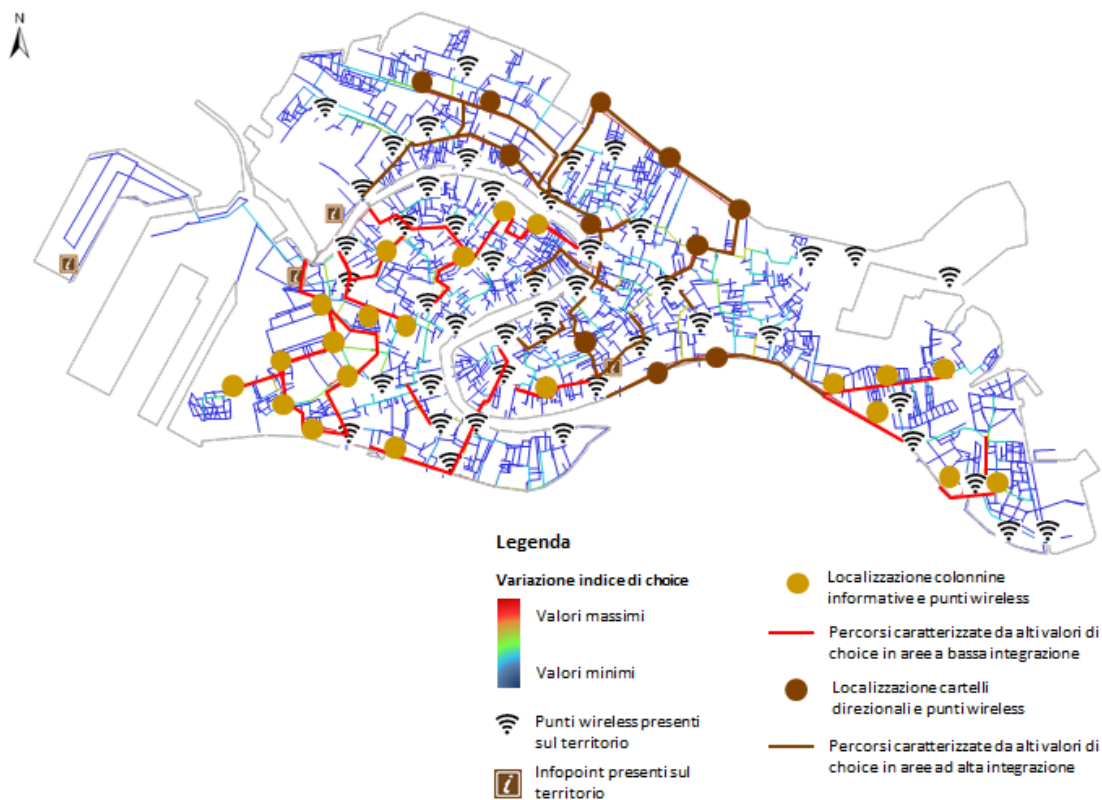 N
Legenda
Variazione indice di choice
Valori massimi
Valori minimi
Punti wireless presenti
sul territorio
Infopoint presenti sul
territorio
Localizzazione colonnine
informative e punti wireless
Percorsi caratterizzate da alti valori di
choice in aree a bassa integrazione
Localizzazione cartelli
direzionali e punti wireless
Percorsi caratterizzate da alti valori di
choice in aree ad alta integrazione